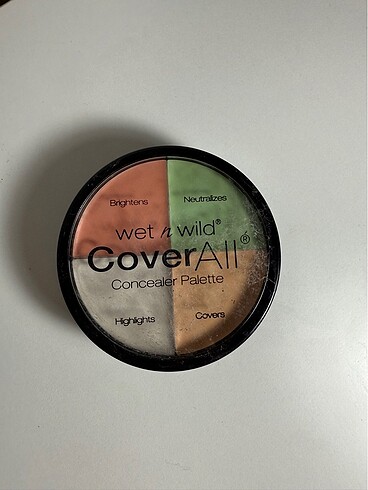 Brightens Neutralizes
wet n wild®
CoverAll®
Concealer Palette
Highlights Covers